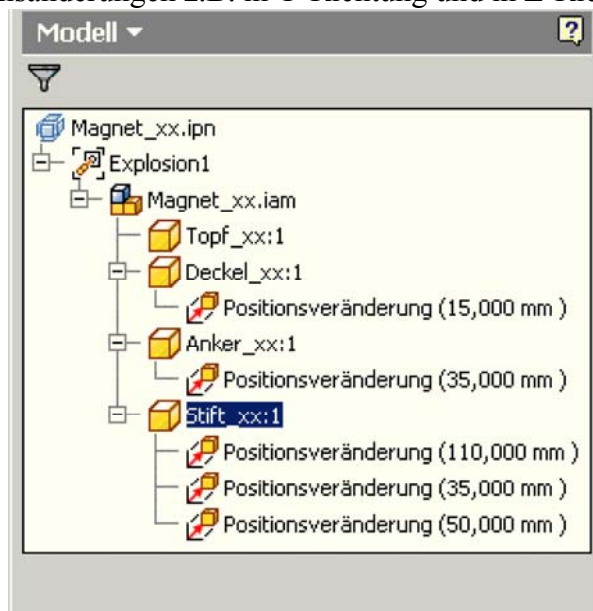 Modell
Magnet_xx.ipn
Explosion1
Magnet_xx.iam
Topf_xx:1
Deckel_xx:1
Positionsveränderung (15,000 mm )
Anker_xx:1
Positionsveränderung (35,000 mm )
Stift_xx:1
Positionsveränderung (110,000 mm )
Positionsveränderung (35,000 mm )
Positionsveränderung (50,000 mm )